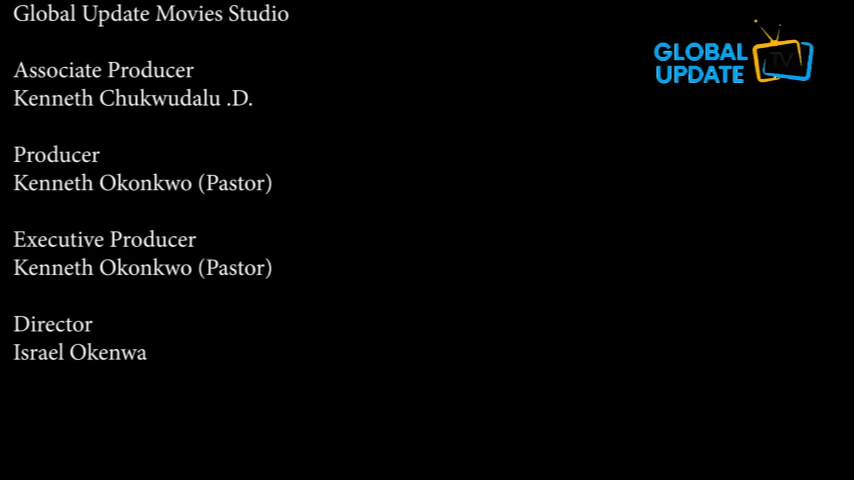 Global Update Movies Studio
Associate Producer
Kenneth Chukwudalu .D.
Producer
Kenneth Okonkwo (Pastor)
Executive Producer
Kenneth Okonkwo (Pastor)
Director
Israel Okenwa
GLOBAL
UPDATE
TV